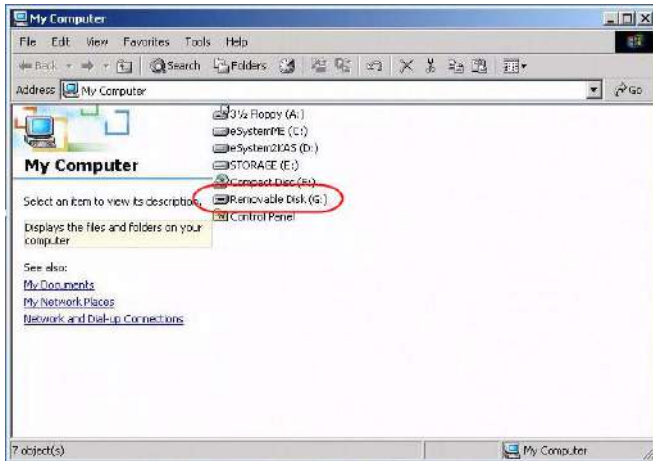 My Computer
File Edit View Favorites Tools Help
Back Search Folders
Address My Computer Go
3½ Floppy (A:)
eSystemME (C:)
eSystem2KAS (D:)
STORAGE (E:)
Compact Disc (F:)
Removable Disk (G:)
Control Panel
My Computer
Select an item to view its description.
Displays the files and folders on your
computer
See also:
My Documents
My Network Places
Network and Dial-up Connections
7 object(s) My Computer